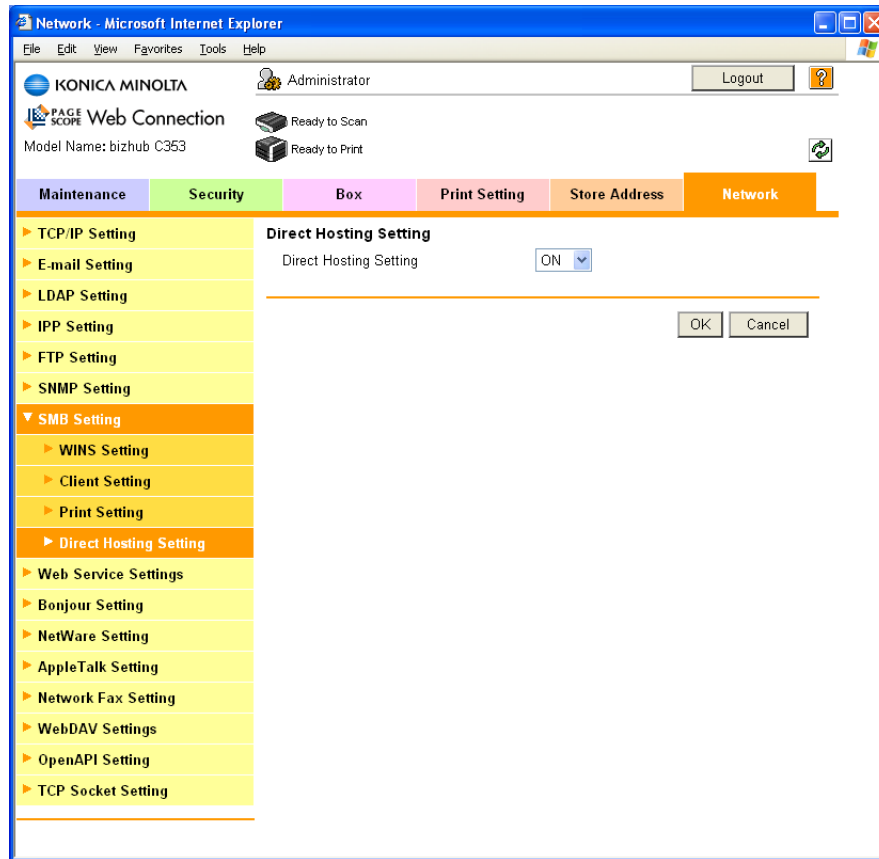 Network - Microsoft Internet Explorer
File Edit View Favorites Tools Help
KONICA MINOLTA
Administrator
Logout
?
PAGE SCOPE Web Connection
Ready to Scan
Model Name: bizhub C353
Ready to Print
Maintenance Security Box Print Setting Store Address Network
TCP/IP Setting
E-mail Setting
LDAP Setting
IPP Setting
FTP Setting
SNMP Setting
SMB Setting
WINS Setting
Client Setting
Print Setting
Direct Hosting Setting
Web Service Settings
Bonjour Setting
NetWare Setting
AppleTalk Setting
Network Fax Setting
WebDAV Settings
OpenAPI Setting
TCP Socket Setting
Direct Hosting Setting
Direct Hosting Setting ON
OK Cancel